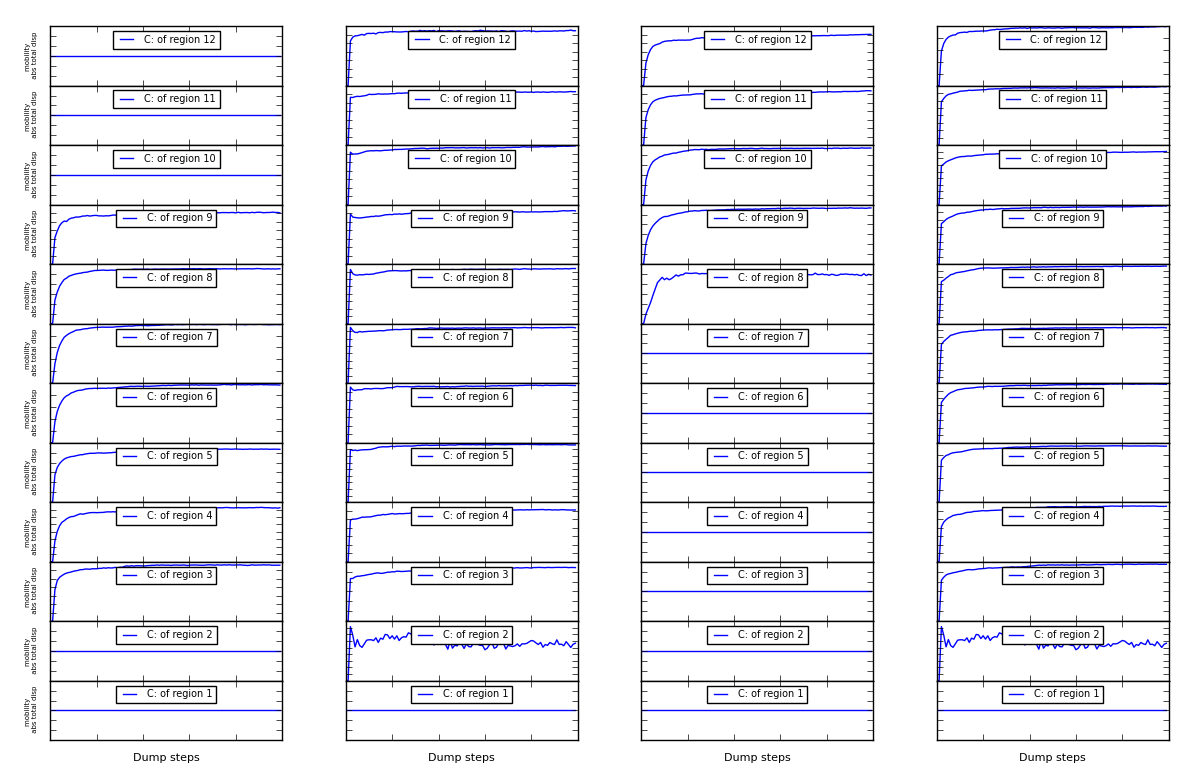 mobility
abs total disp
C: of region 12
C: of region 12
C: of region 12
C: of region 12
mobility
abs total disp
C: of region 11
C: of region 11
C: of region 11
C: of region 11
mobility
abs total disp
C: of region 10
C: of region 10
C: of region 10
C: of region 10
mobility
abs total disp
C: of region 9
C: of region 9
C: of region 9
C: of region 9
mobility
abs total disp
C: of region 8
C: of region 8
C: of region 8
C: of region 8
mobility
abs total disp
C: of region 7
C: of region 7
C: of region 7
C: of region 7
mobility
abs total disp
C: of region 6
C: of region 6
C: of region 6
C: of region 6
mobility
abs total disp
C: of region 5
C: of region 5
C: of region 5
C: of region 5
mobility
abs total disp
C: of region 4
C: of region 4
C: of region 4
C: of region 4
mobility
abs total disp
C: of region 3
C: of region 3
C: of region 3
C: of region 3
mobility
abs total disp
C: of region 2
C: of region 2
C: of region 2
C: of region 2
mobility
abs total disp
C: of region 1
C: of region 1
C: of region 1
C: of region 1
Dump steps
Dump steps
Dump steps
Dump steps